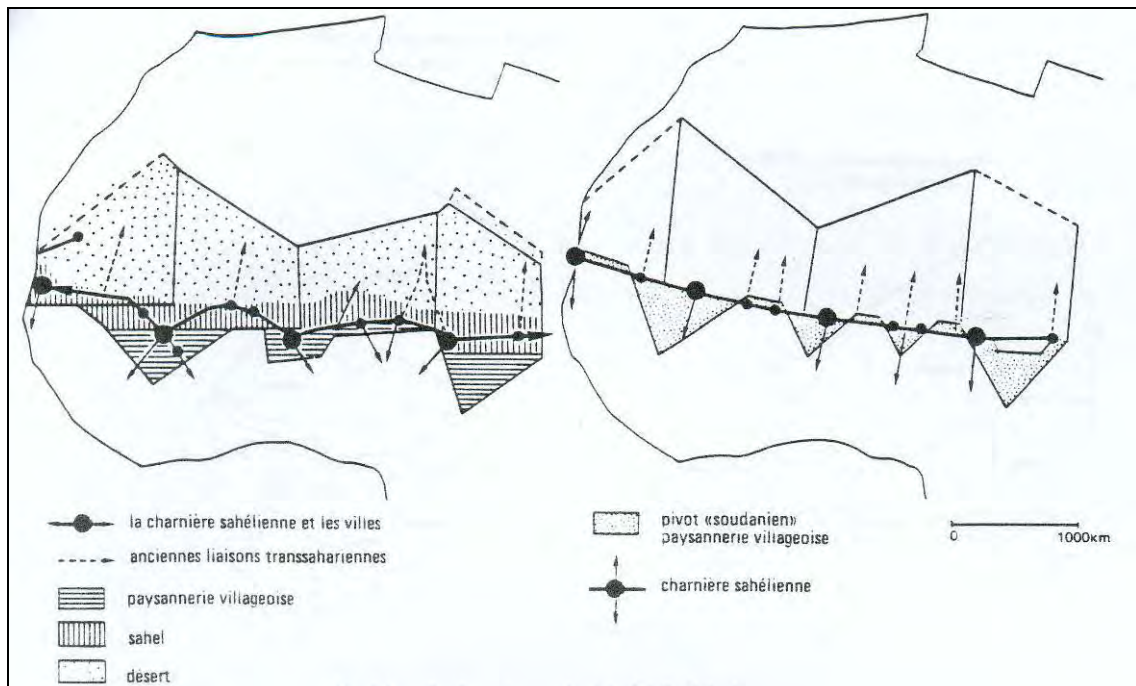 la charnière sahélienne et les villes
anciennes liaisons transsahariennes
paysannerie villageoise
sahel
désert
pivot «soudanien»
paysannerie villageoise
charnière sahélienne
0 1000км